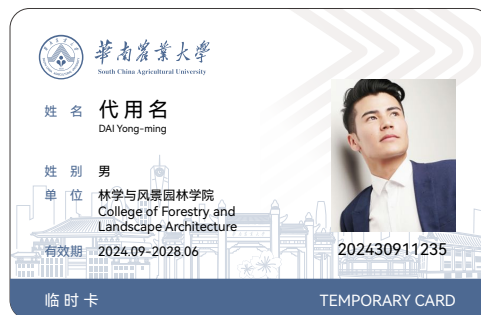 華南農業大學
South China Agricultural University
姓 名 代用名
DAI Yong-ming
姓 别 男
单 位 林学与风景园林学院
College of Forestry and
Landscape Architecture
有效期 2024.09-2028.06
202430911235
临时卡 TEMPORARY CARD